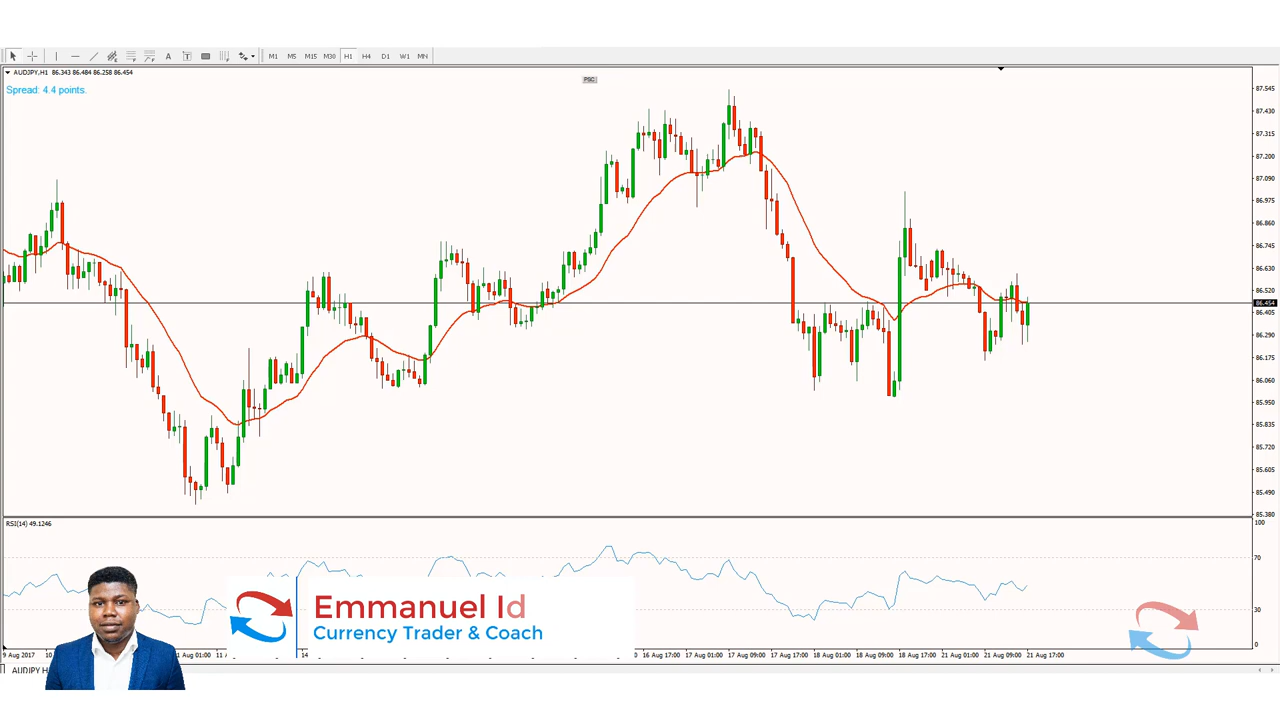 A
T
M1 M5 M15 M30 H1 H4 D1 W1 MN
AUDJPY,H1 86.343 86.484 86.258 86.454
Spread: 4.4 points.
PSC
87.545
87.430
87.315
87.200
87.090
86.975
86.860
86.745
86.630
86.520
86.454
86.405
86.290
86.175
86.060
85.950
85.835
85.720
85.605
85.490
85.380
RSI(14) 49.1246
100
70
30
0
Emmanuel Id
Currency Trader & Coach
9 Aug 2017 10 11 Aug 01:00 14 0 16 Aug 17:00 17 Aug 09:00 17 Aug 17:00 18 Aug 01:00 18 Aug 09:00 18 Aug 17:00 21 Aug 01:00 21 Aug 09:00 21 Aug 17:00
AUDJPY,H